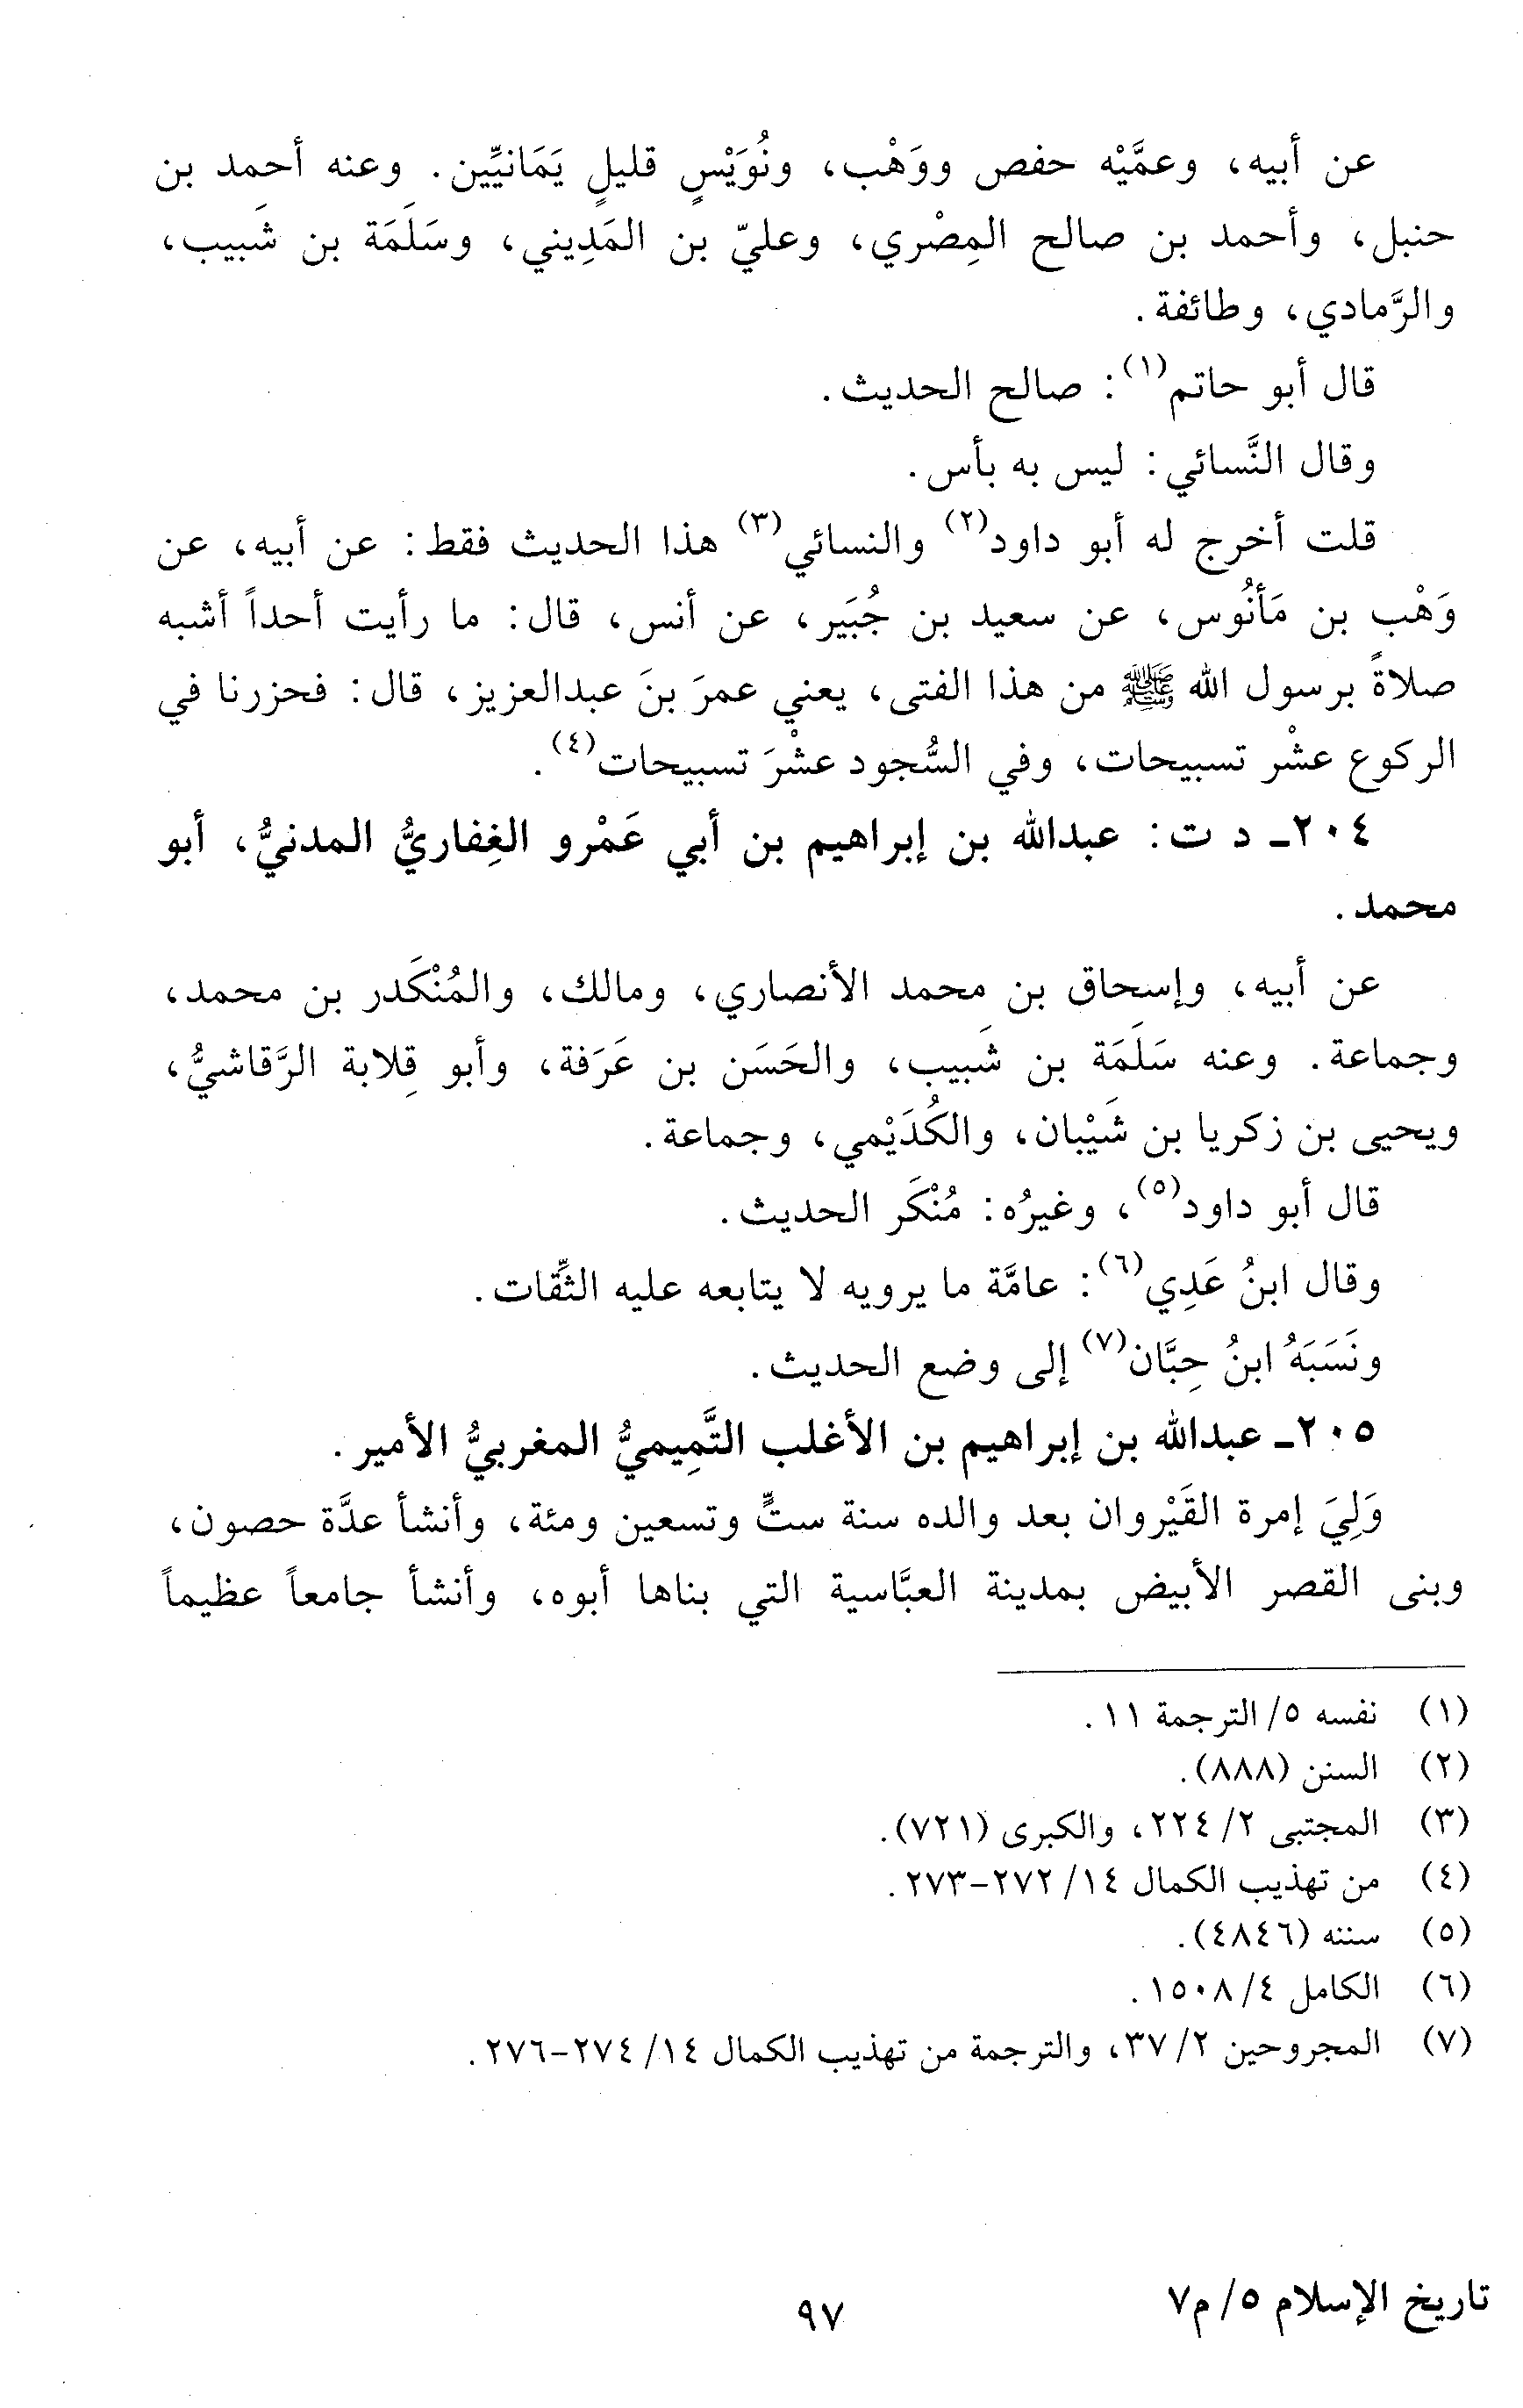 عن أبيه، وعمَّيْه حفص ووَهْب، ونُوَيْسٍ قليلٍ يَمَانيِّين. وعنه أحمد بن
حنبل، وأحمد بن صالح المِصْري، وعليّ بن المَدِيني، وسَلَمَة بن شَبيب،
والرَّمادي، وطائفة.
قال أبو حاتم(١): صالح الحديث.
وقال النَّسائي: ليس به بأس.
قلت أخرج له أبو داود(٢) والنسائي(٣) هذا الحديث فقط: عن أبيه، عن
وَهْب بن مَأنُوس، عن سعيد بن جُبَير، عن أنس، قال: ما رأيت أحداً أشبه
صلاةً برسول الله ﷺ من هذا الفتى، يعني عمرَ بنَ عبدالعزيز، قال: فحزرنا في
الركوع عشْر تسبيحات، وفي السُّجود عشْرَ تسبيحات(٤).
٢٠٤ـ د ت: عبدالله بن إبراهيم بن أبي عَمْرو الغِفاريُّ المدنيُّ، أبو
محمد.
عن أبيه، وإسحاق بن محمد الأنصاري، ومالك، والمُنْكَدر بن محمد،
وجماعة. وعنه سَلَمَة بن شَبيب، والحَسَن بن عَرَفة، وأبو قِلابة الرَّقاشيُّ،
ويحيى بن زكريا بن شَيْبان، والكُدَيْمي، وجماعة.
قال أبو داود(٥)، وغيرُه: مُنْكَر الحديث.
وقال ابنُ عَدِي(٦): عامَّة ما يرويه لا يتابعه عليه الثِّقات.
ونَسَبَهُ ابنُ حِبَّان(٧) إلى وضع الحديث.
٢٠٥ـ عبدالله بن إبراهيم بن الأغلب التَّمِيميُّ المغربيُّ الأمير.
وَلِيَ إمرة القَيْروان بعد والده سنة ستٍّ وتسعين ومئة، وأنشأ عدَّة حصون،
وبنى القصر الأبيض بمدينة العبَّاسية التي بناها أبوه، وأنشأ جامعاً عظيماً
(١) نفسه ٥/ الترجمة ١١.
(٢) السنن (٨٨٨).
(٣) المجتبى ٢/ ٢٢٤، والكبرى (٧٢١).
(٤) من تهذيب الكمال ١٤/ ٢٧٢-٢٧٣.
(٥) سننه (٤٨٤٦).
(٦) الكامل ٤/ ١٥٠٨.
(٧) المجروحين ٢/ ٣٧، والترجمة من تهذيب الكمال ١٤/ ٢٧٤-٢٧٦.
تاريخ الإسلام ٥/ م٧
٩٧